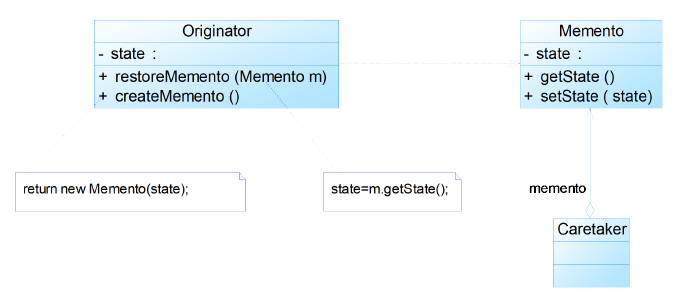 Originator
- state :
+ restoreMemento (Memento m)
+ createMemento ()
Memento
- state :
+ getState ()
+ setState ( state)
return new Memento(state);
state=m.getState();
memento
Caretaker